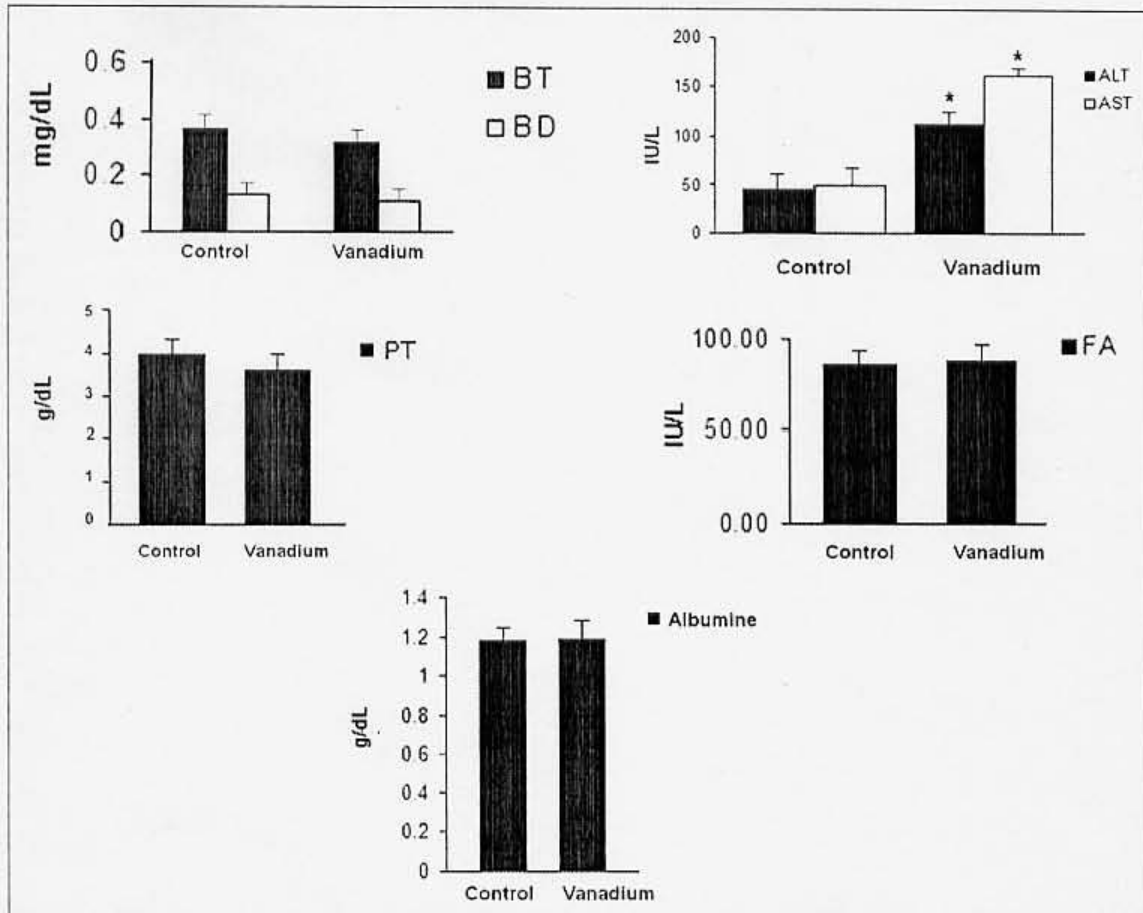 mg/dL
0.6
0.4
0.2
0
Control
Vanadium
BT
BD
IU/L
200
150
100
50
0
*
*
Control
Vanadium
ALT
AST
g/dL
5
4
3
2
1
0
Control
Vanadium
PT
IU/L
100.00
50.00
0.00
Control
Vanadium
FA
g/dL
1.4
1.2
1
0.8
0.6
0.4
0.2
0
Control
Vanadium
Albumine